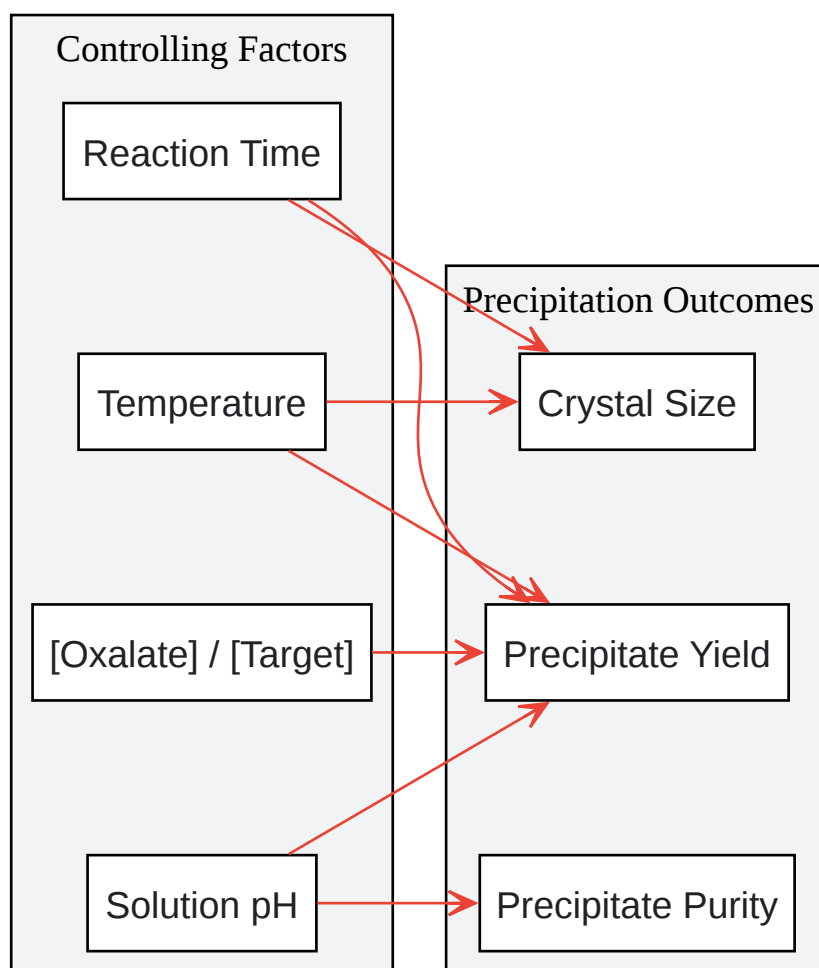 Controlling Factors
Reaction Time
Temperature
[Oxalate] / [Target]
Solution pH
Precipitation Outcomes
Crystal Size
Precipitate Yield
Precipitate Purity